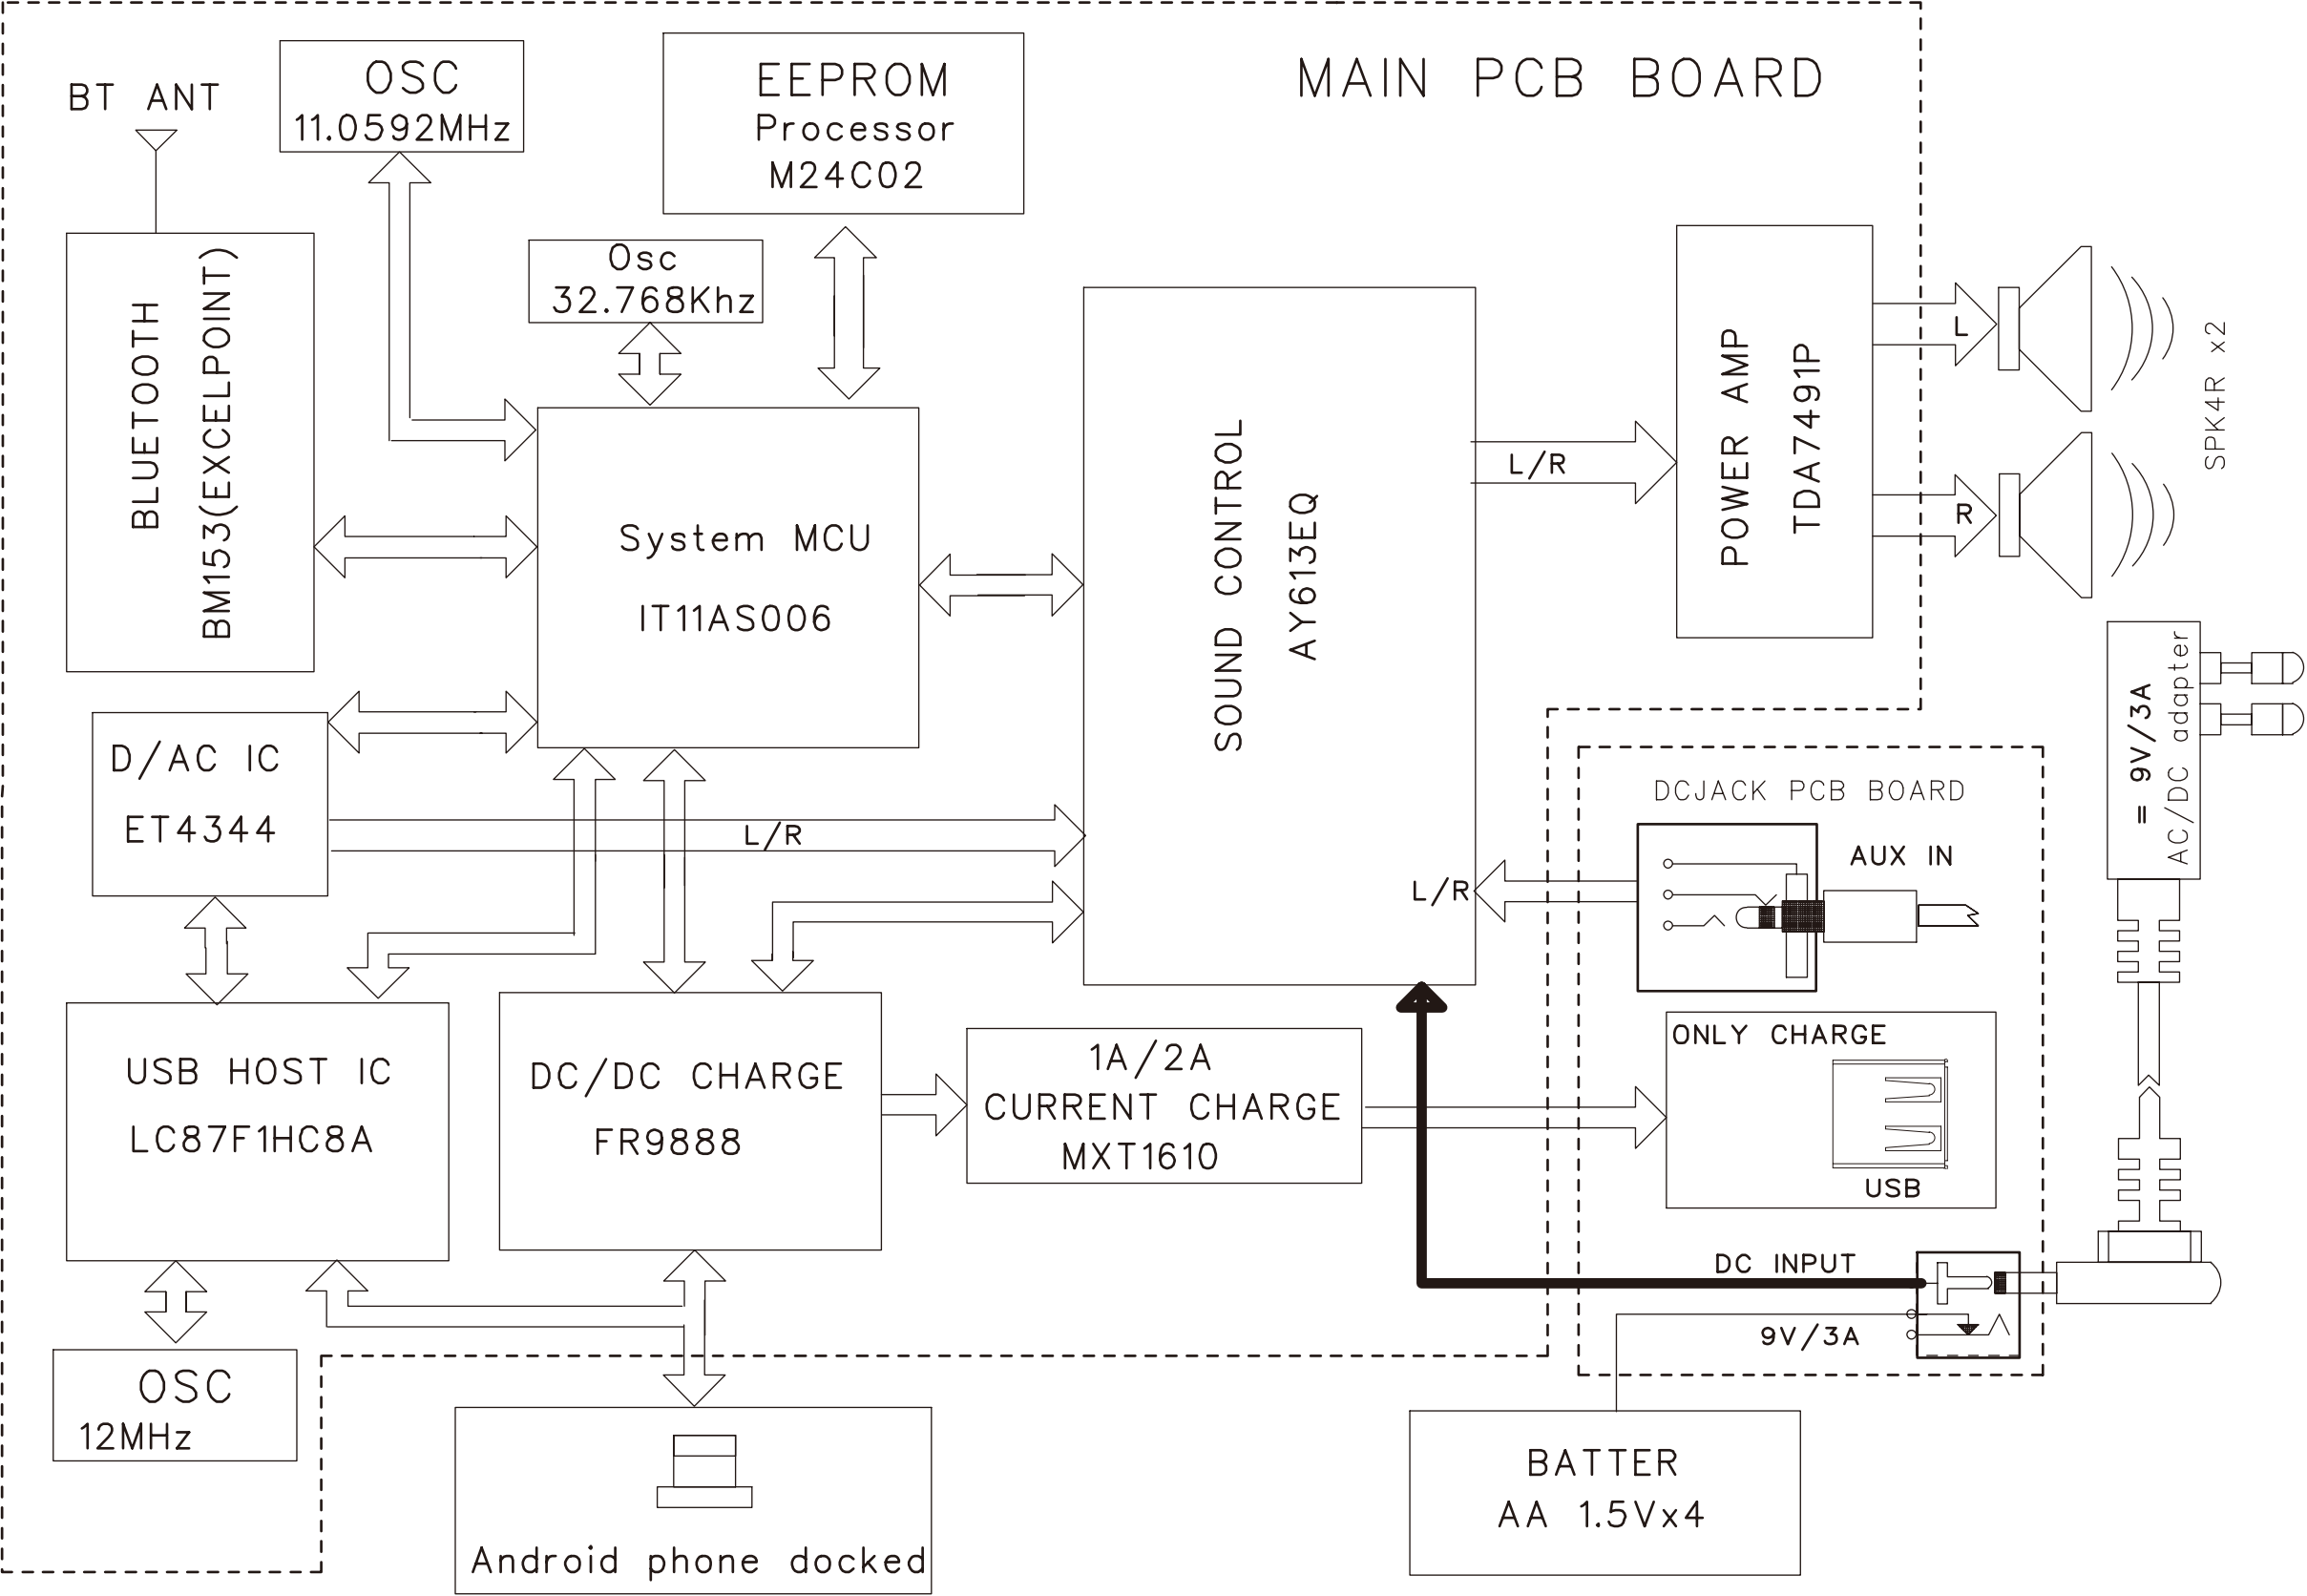 MAIN PCB BOARD
BT ANT
OSC
11.0592MHz
EEPROM
Processor
M24C02
Osc
32.768Khz
BLUETOOTH
BM153(EXCELPOINT)
System MCU
IT11AS006
SOUND CONTROL
AY613EQ
L/R
POWER AMP
TDA7491P
L
R
SPK4R x2
D/AC IC
ET4344
L/R
= 9V/3A
AC/DC adapter
DCJACK PCB BOARD
AUX IN
L/R
USB HOST IC
LC87F1HC8A
DC/DC CHARGE
FR9888
1A/2A
CURRENT CHARGE
MXT1610
ONLY CHARGE
USB
DC INPUT
9V/3A
OSC
12MHz
Android phone docked
BATTER
AA 1.5Vx4